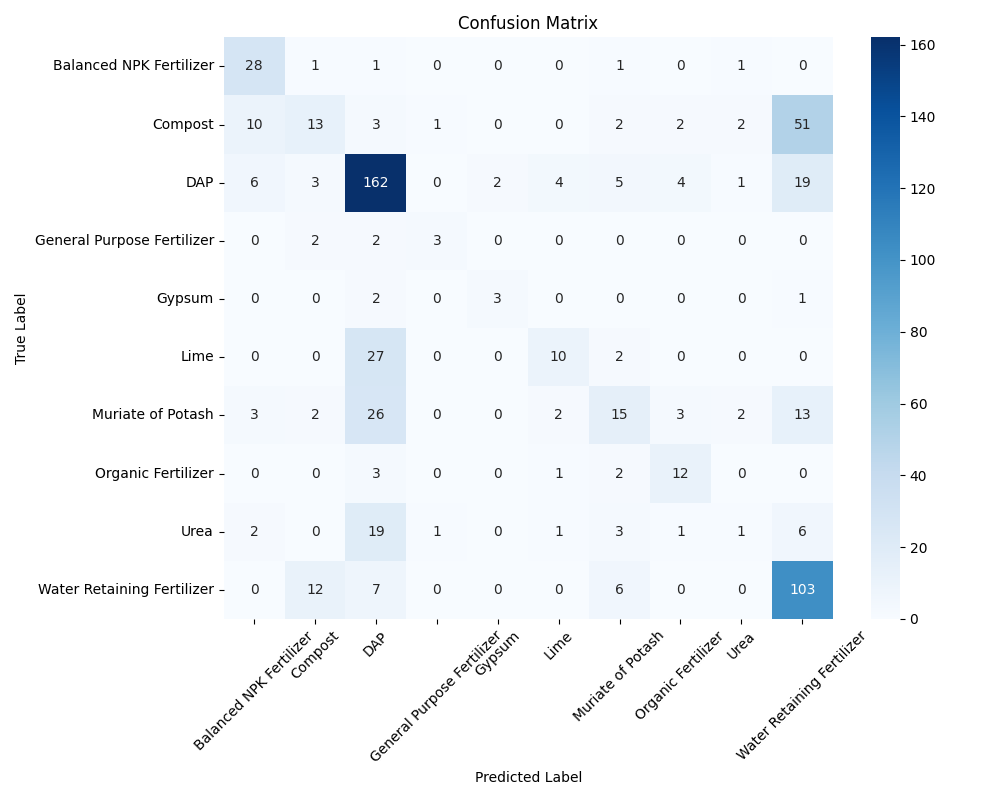 Confusion Matrix
True Label
Balanced NPK Fertilizer 28 1 1 0 0 0 1 0 1 0
Compost 10 13 3 1 0 0 2 2 2 51
DAP 6 3 162 0 2 4 5 4 1 19
General Purpose Fertilizer 0 2 2 3 0 0 0 0 0 0
Gypsum 0 0 2 0 3 0 0 0 0 1
Lime 0 0 27 0 0 10 2 0 0 0
Muriate of Potash 3 2 26 0 0 2 15 3 2 13
Organic Fertilizer 0 0 3 0 0 1 2 12 0 0
Urea 2 0 19 1 0 1 3 1 1 6
Water Retaining Fertilizer 0 12 7 0 0 0 6 0 0 103
Balanced NPK Fertilizer
Compost
DAP
General Purpose Fertilizer
Gypsum
Lime
Muriate of Potash
Organic Fertilizer
Urea
Water Retaining Fertilizer
Predicted Label
160
140
120
100
80
60
40
20
0